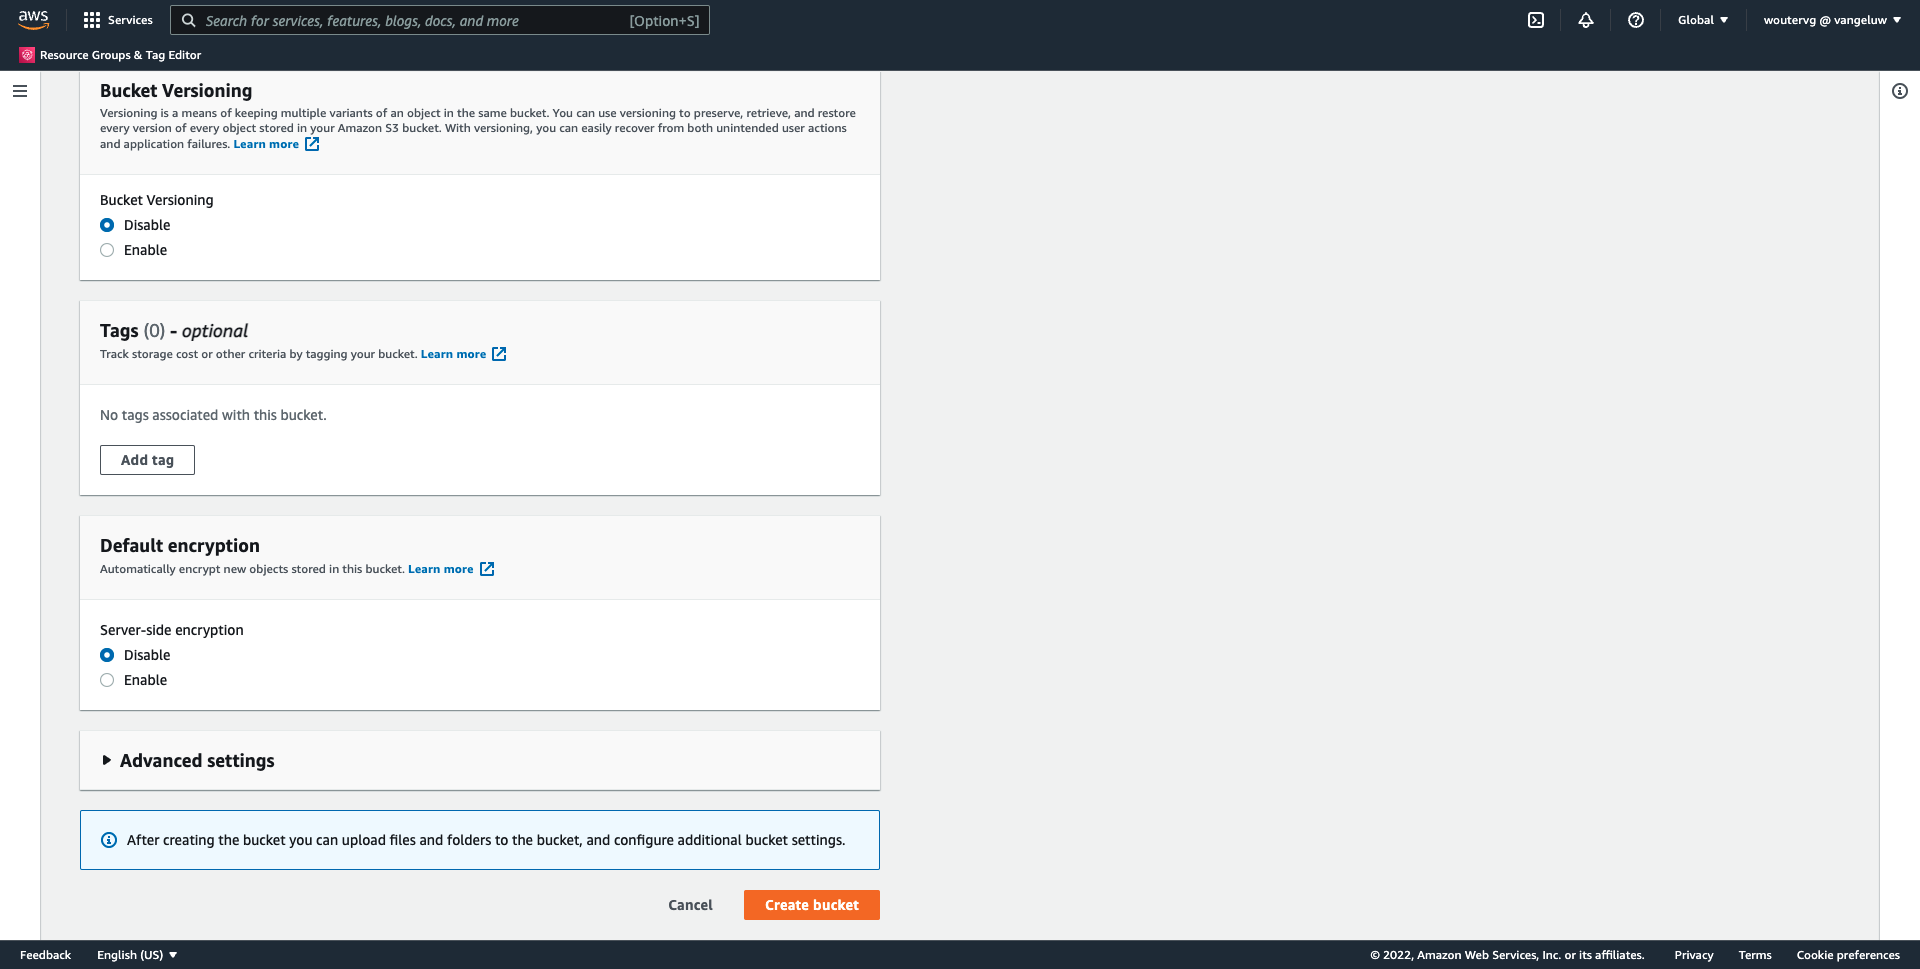 aws
Services
Search for services, features, blogs, docs, and more
[Option+S]
Global
woutervg @ vangeluw
Resource Groups & Tag Editor
Bucket Versioning
Versioning is a means of keeping multiple variants of an object in the same bucket. You can use versioning to preserve, retrieve, and restore
every version of every object stored in your Amazon S3 bucket. With versioning, you can easily recover from both unintended user actions
and application failures. Learn more
Bucket Versioning
Disable
Enable
Tags (0) - optional
Track storage cost or other criteria by tagging your bucket. Learn more
No tags associated with this bucket.
Add tag
Default encryption
Automatically encrypt new objects stored in this bucket. Learn more
Server-side encryption
Disable
Enable
Advanced settings
After creating the bucket you can upload files and folders to the bucket, and configure additional bucket settings.
Cancel
Create bucket
Feedback
English (US)
© 2022, Amazon Web Services, Inc. or its affiliates.
Privacy
Terms
Cookie preferences